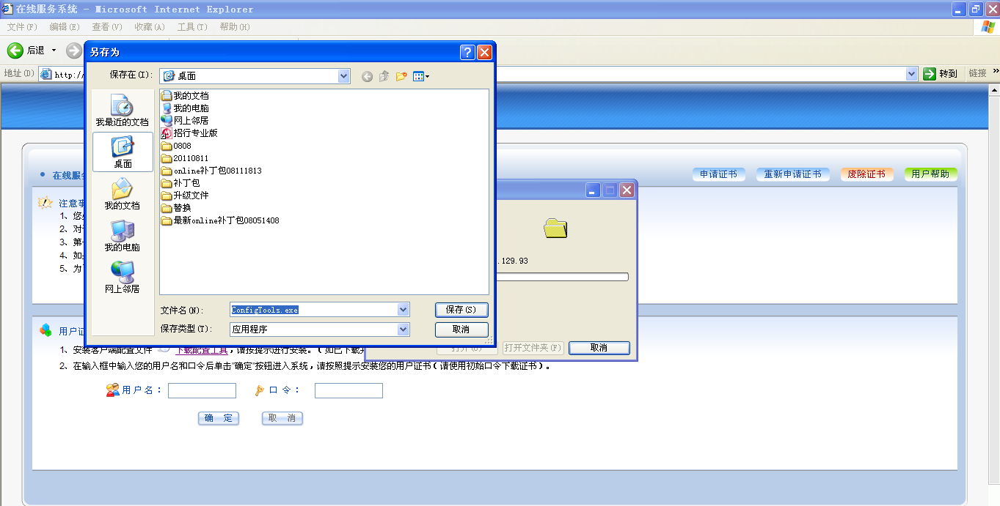 在线服务系统 - Microsoft Internet Explorer
文件(F) 编辑(E) 查看(V) 收藏(A) 工具(T) 帮助(H)
后退
地址(D) http:/ 转到 链接 »
另存为
保存在(I): 桌面
我最近的文档
桌面
我的文档
我的电脑
网上邻居
我的文档
我的电脑
网上邻居
招行专业版
0808
20110811
online补丁包08111813
补丁包
升级文件
替换
最新online补丁包08051408
文件名(N): ConfigTools.exe 保存(S)
保存类型(T): 应用程序 取消
在线服
申请证书 重新申请证书 废除证书 用户帮助
注意事
1、您
2、对
3、第
4、如
5、为
.129.93
打开(O) 打开文件夹(F) 取消
用户证
1、安装客户端配置文件 下载配置工具，请按提示进行安装。(如已下载并
2、在输入框中输入您的用户名和口令后单击"确定"按钮进入系统，请按照提示安装您的用户证书(请使用初始口令下载证书)。
用户名： 口令：
确 定 取 消